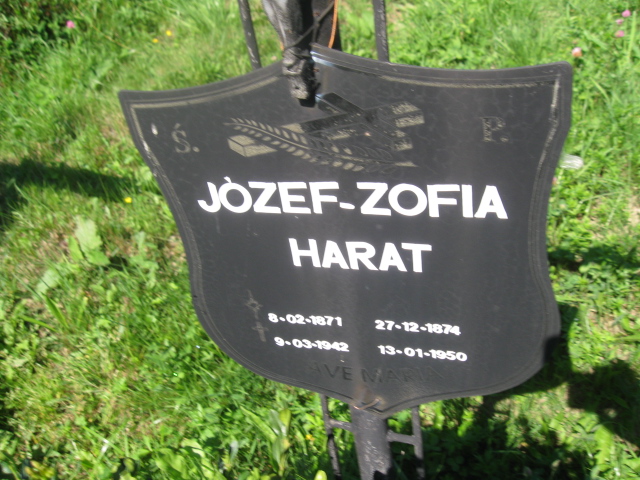 Ś. P.
JÓZEF-ZOFIA
HARAT
8-02-1871 27-12-1874
9-03-1942 13-01-1950